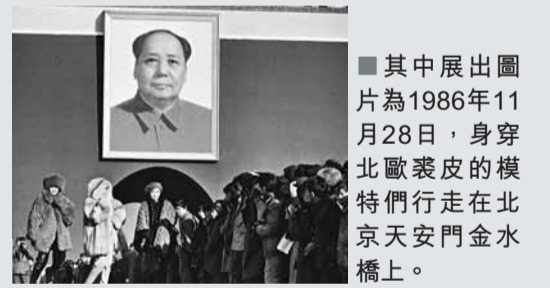 ■其中展出圖
片為1986年11
月28日，身穿
北歐裘皮的模
特們行走在北
京天安門金水
橋上。